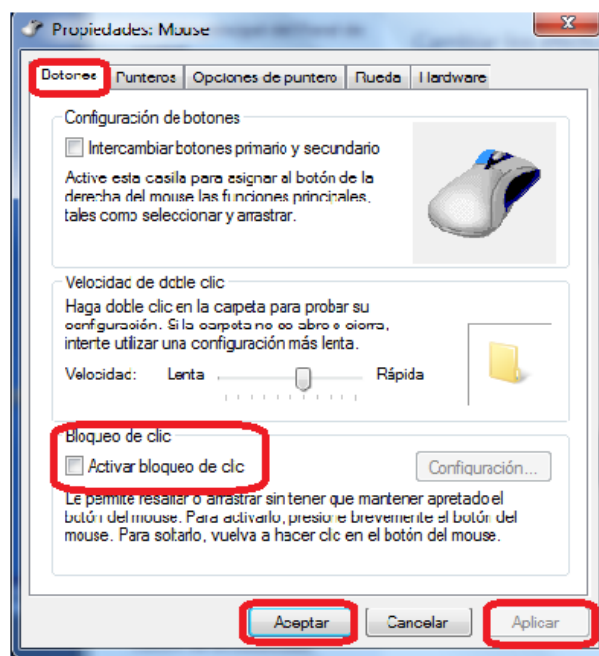 Propiedades: Mouse
Botones Punteros Opciones de puntero Rueda Hardware
Configuración de botones
Intercambiar botones primario y secundario
Active esta casilla para asignar al botón de la
derecha del mouse las funciones principales,
tales como seleccionar y arrastrar.
Velocidad de doble clic
Haga doble clic en la carpeta para probar su
configuración. Si la carpeta no se abre o cierra,
intente utilizar una configuración más lenta.
Velocidad: Lenta Rápida
Bloqueo de clic
Activar bloqueo de clic
Configuración...
Le permite resaltar o arrastrar sin tener que mantener apretado el
botón del mouse. Para activarlo, presione brevemente el botón del
mouse. Para soltarlo, vuelva a hacer clic en el botón del mouse.
Aceptar Cancelar Aplicar